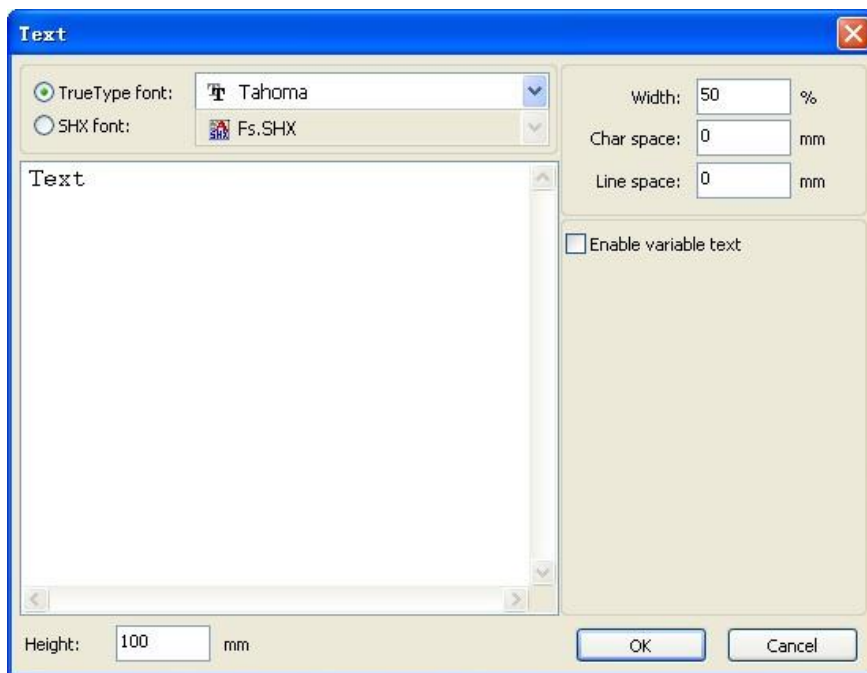 Text
TrueType font: Tahoma
SHX font: Fs.SHX
Text
Width: 50 %
Char space: 0 mm
Line space: 0 mm
Enable variable text
Height: 100 mm
OK Cancel